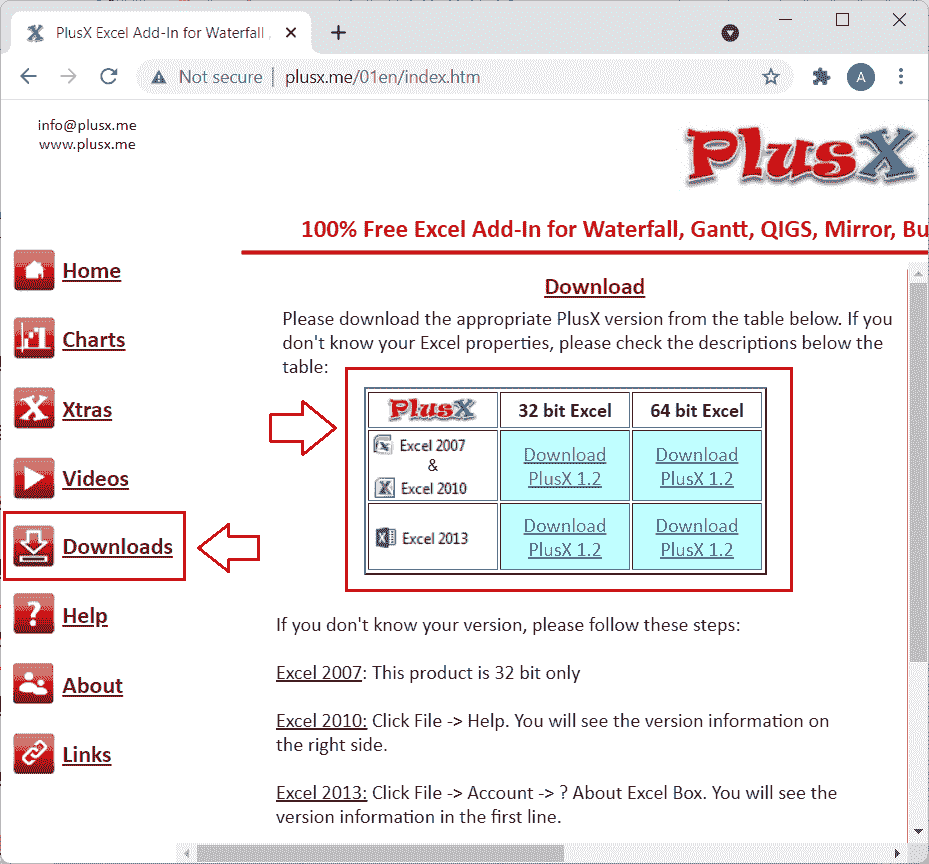 PlusX Excel Add-In for Waterfall
Not secure | plusx.me/01en/index.htm
A
info@plusx.me
www.plusx.me
PlusX
100% Free Excel Add-In for Waterfall, Gantt, QIGS, Mirror, Bu
Home
Charts
Xtras
Videos
Downloads
Help
About
Links
Download
Please download the appropriate PlusX version from the table below. If you
don't know your Excel properties, please check the descriptions below the
table:
PlusX 32 bit Excel 64 bit Excel
Excel 2007
&
Excel 2010
Download
PlusX 1.2
Download
PlusX 1.2
Excel 2013
Download
PlusX 1.2
Download
PlusX 1.2
If you don't know your version, please follow these steps:
Excel 2007: This product is 32 bit only
Excel 2010: Click File -> Help. You will see the version information on
the right side.
Excel 2013: Click File -> Account -> ? About Excel Box. You will see the
version information in the first line.